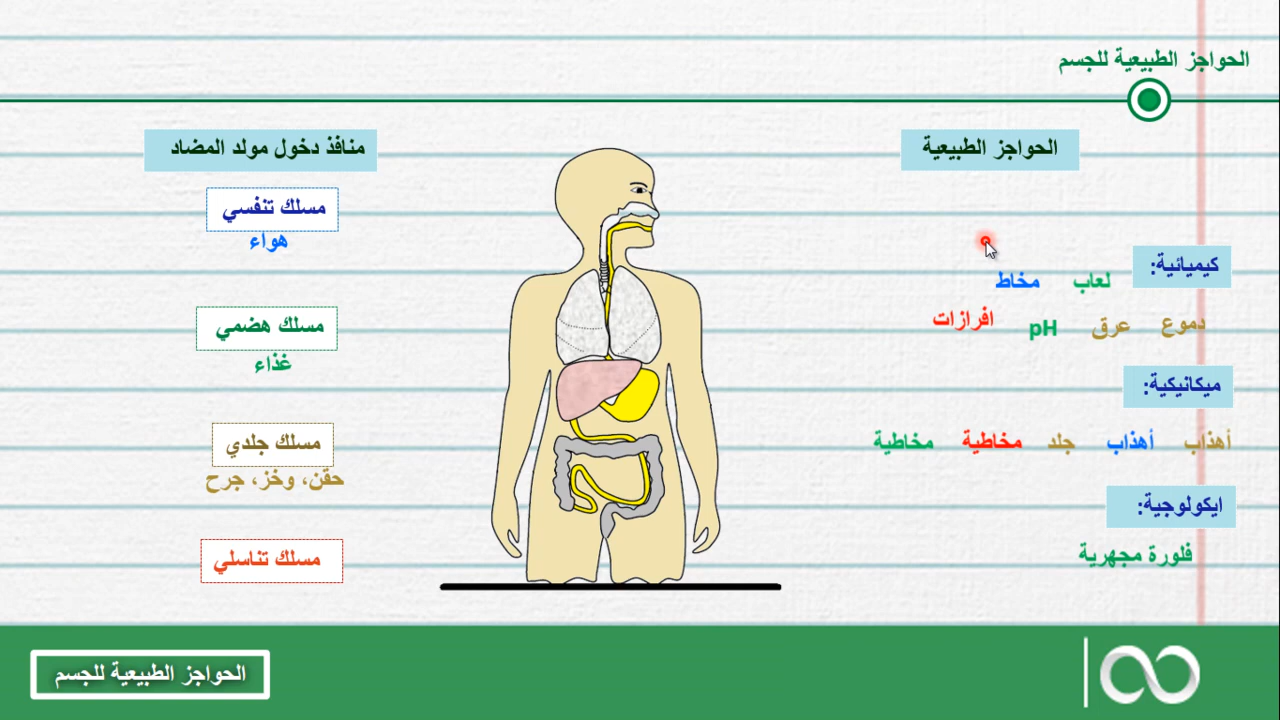 الحواجز الطبيعية للجسم
الحواجز الطبيعية
كيميائية:
لعاب مخاط
دموع عرق pH افرازات
ميكانيكية:
أهذاب جلد أهذاب مخاطية مخاطية
ايكولوجية:
فلورة مجهرية
منافذ دخول مولد المضاد
مسلك تنفسي
هواء
مسلك هضمي
غذاء
مسلك جلدي
حقن، وخز، جرح
مسلك تناسلي
الحواجز الطبيعية للجسم